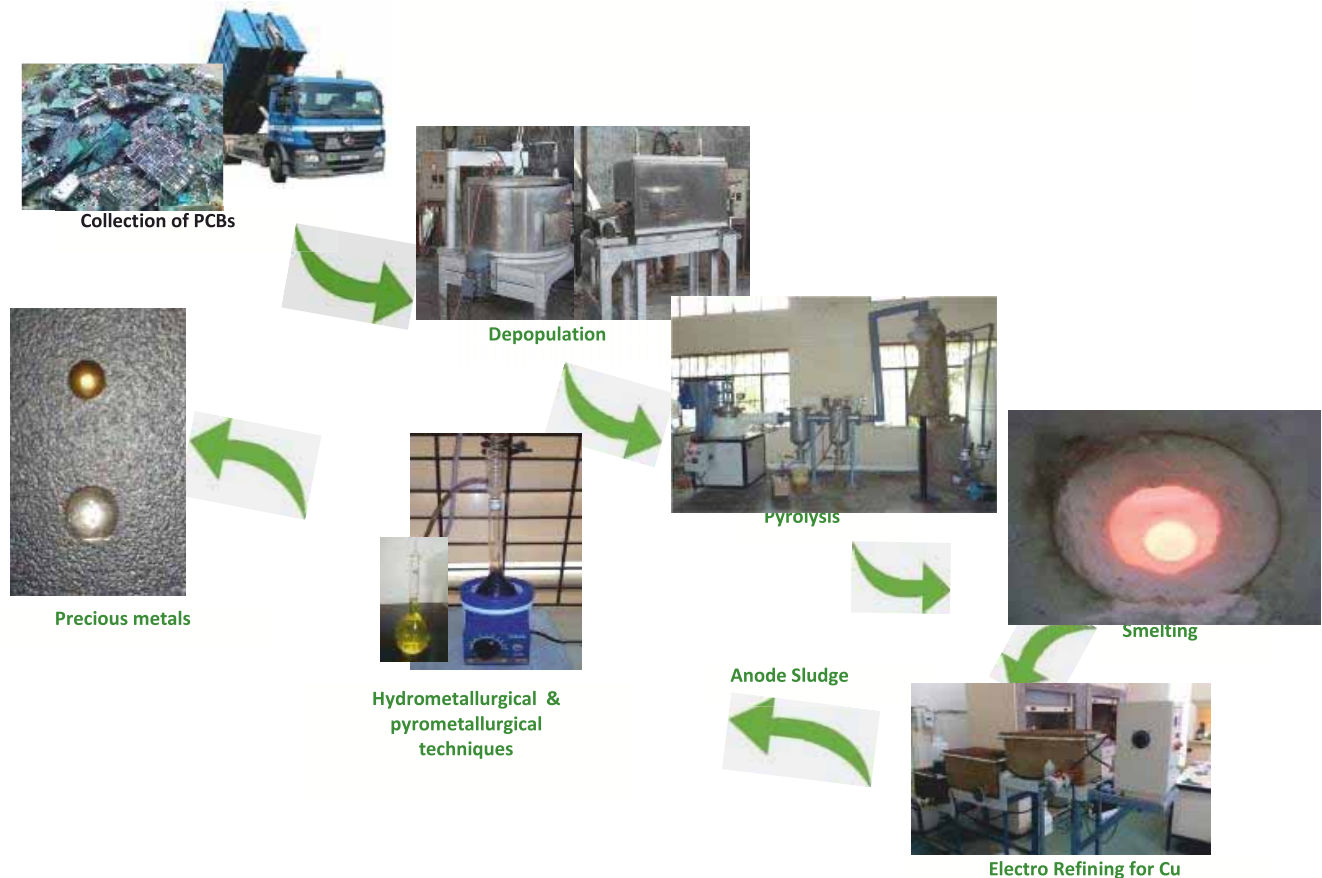 Collection of PCBs
Depopulation
Pyrolysis
Smelting
Electro Refining for Cu
Anode Sludge
Hydrometallurgical &
pyrometallurgical
techniques
Precious metals